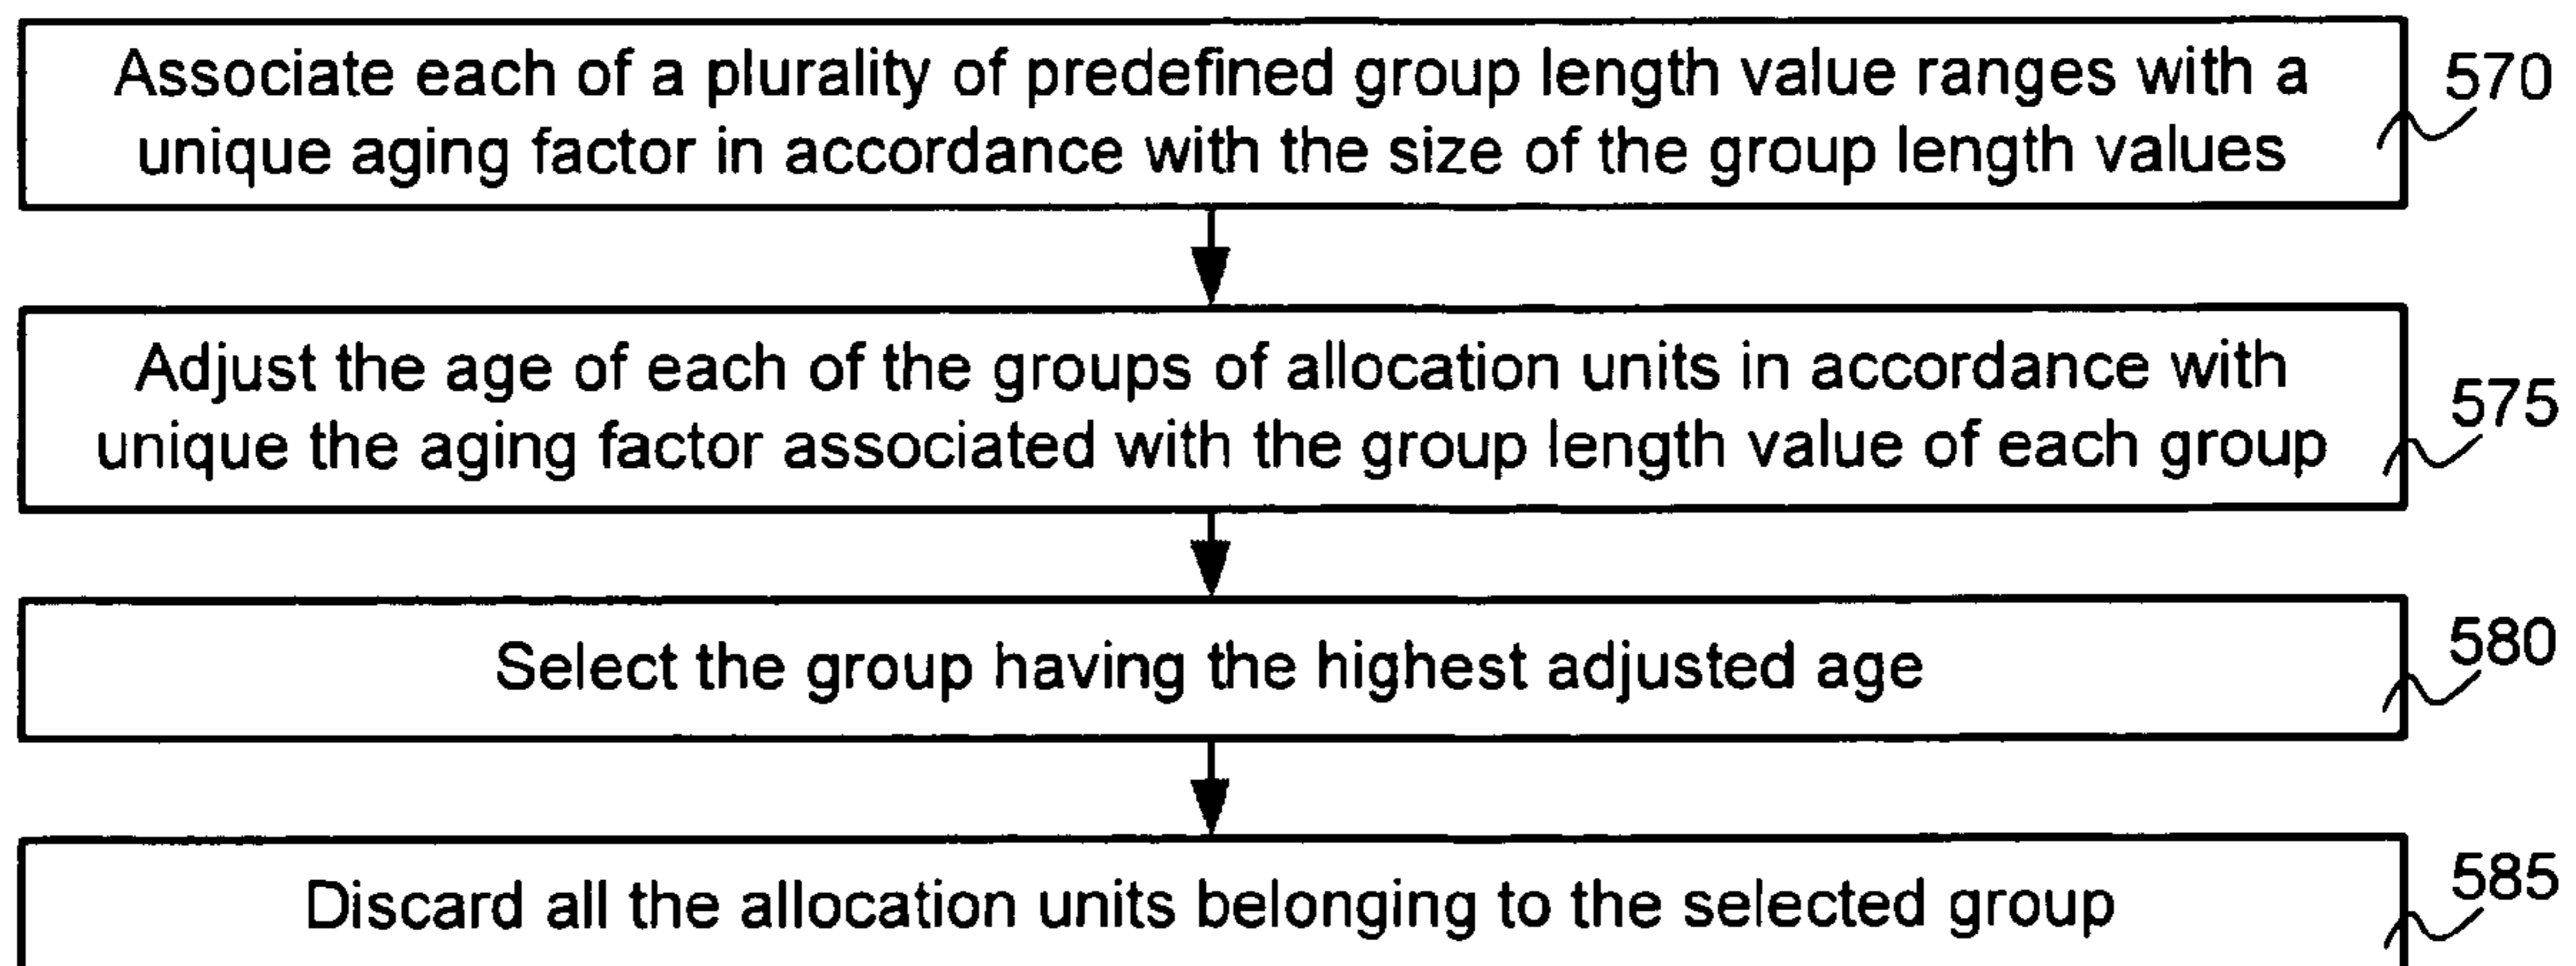 Associate each of a plurality of predefined group length value ranges with a
unique aging factor in accordance with the size of the group length values
570
Adjust the age of each of the groups of allocation units in accordance with
unique the aging factor associated with the group length value of each group
575
Select the group having the highest adjusted age
580
Discard all the allocation units belonging to the selected group
585